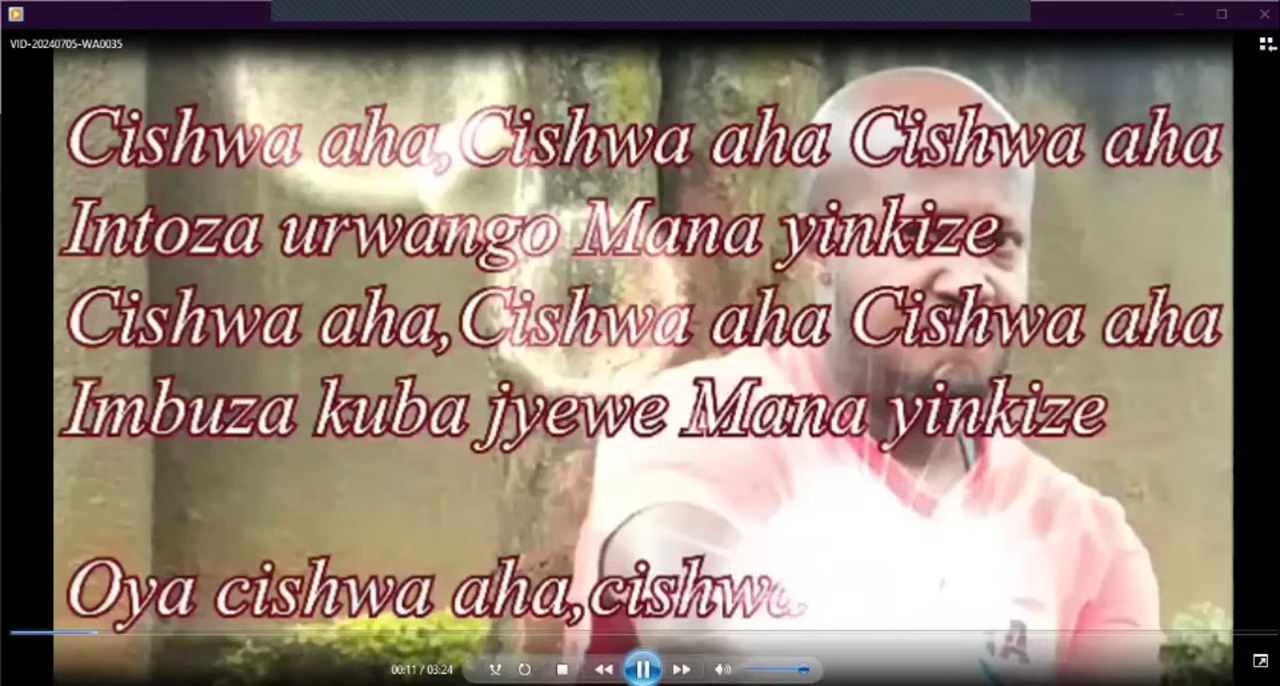 VID-20240705-WA0035
Cishwa aha,Cishwa aha Cishwa aha
Intoza urwango Mana yinkize
Cishwa aha,Cishwa aha Cishwa aha
Imbuza kuba jyewe Mana yinkize
Oya cishwa aha,cishwa
00:11 / 03:24